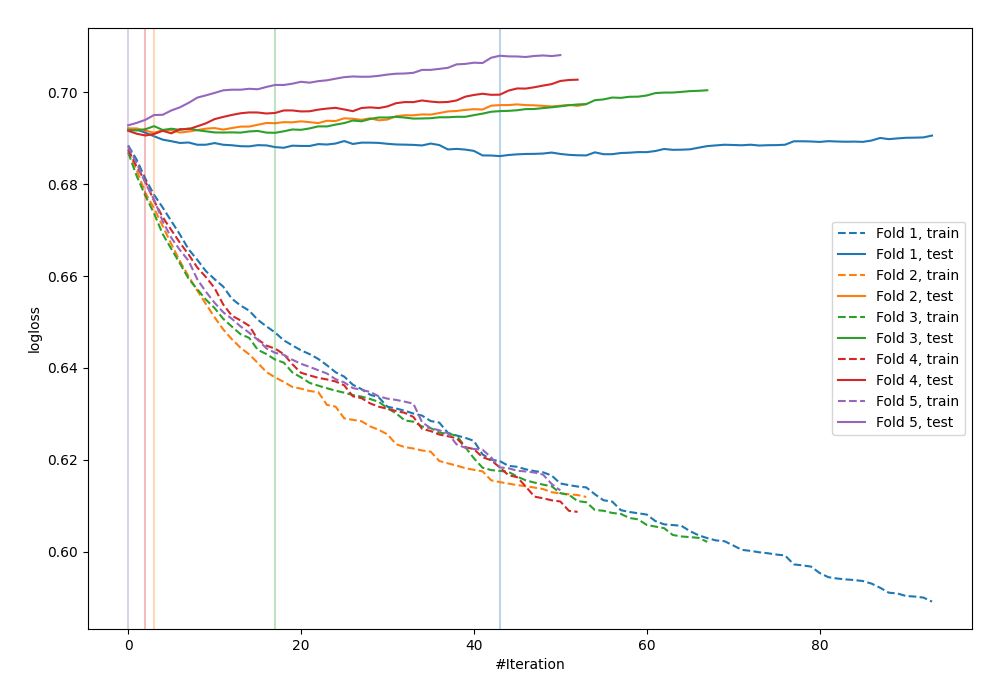 logloss
0.70
0.68
0.66
0.64
0.62
0.60
0
20
40
60
80
#Iteration
Fold 1, train
Fold 1, test
Fold 2, train
Fold 2, test
Fold 3, train
Fold 3, test
Fold 4, train
Fold 4, test
Fold 5, train
Fold 5, test